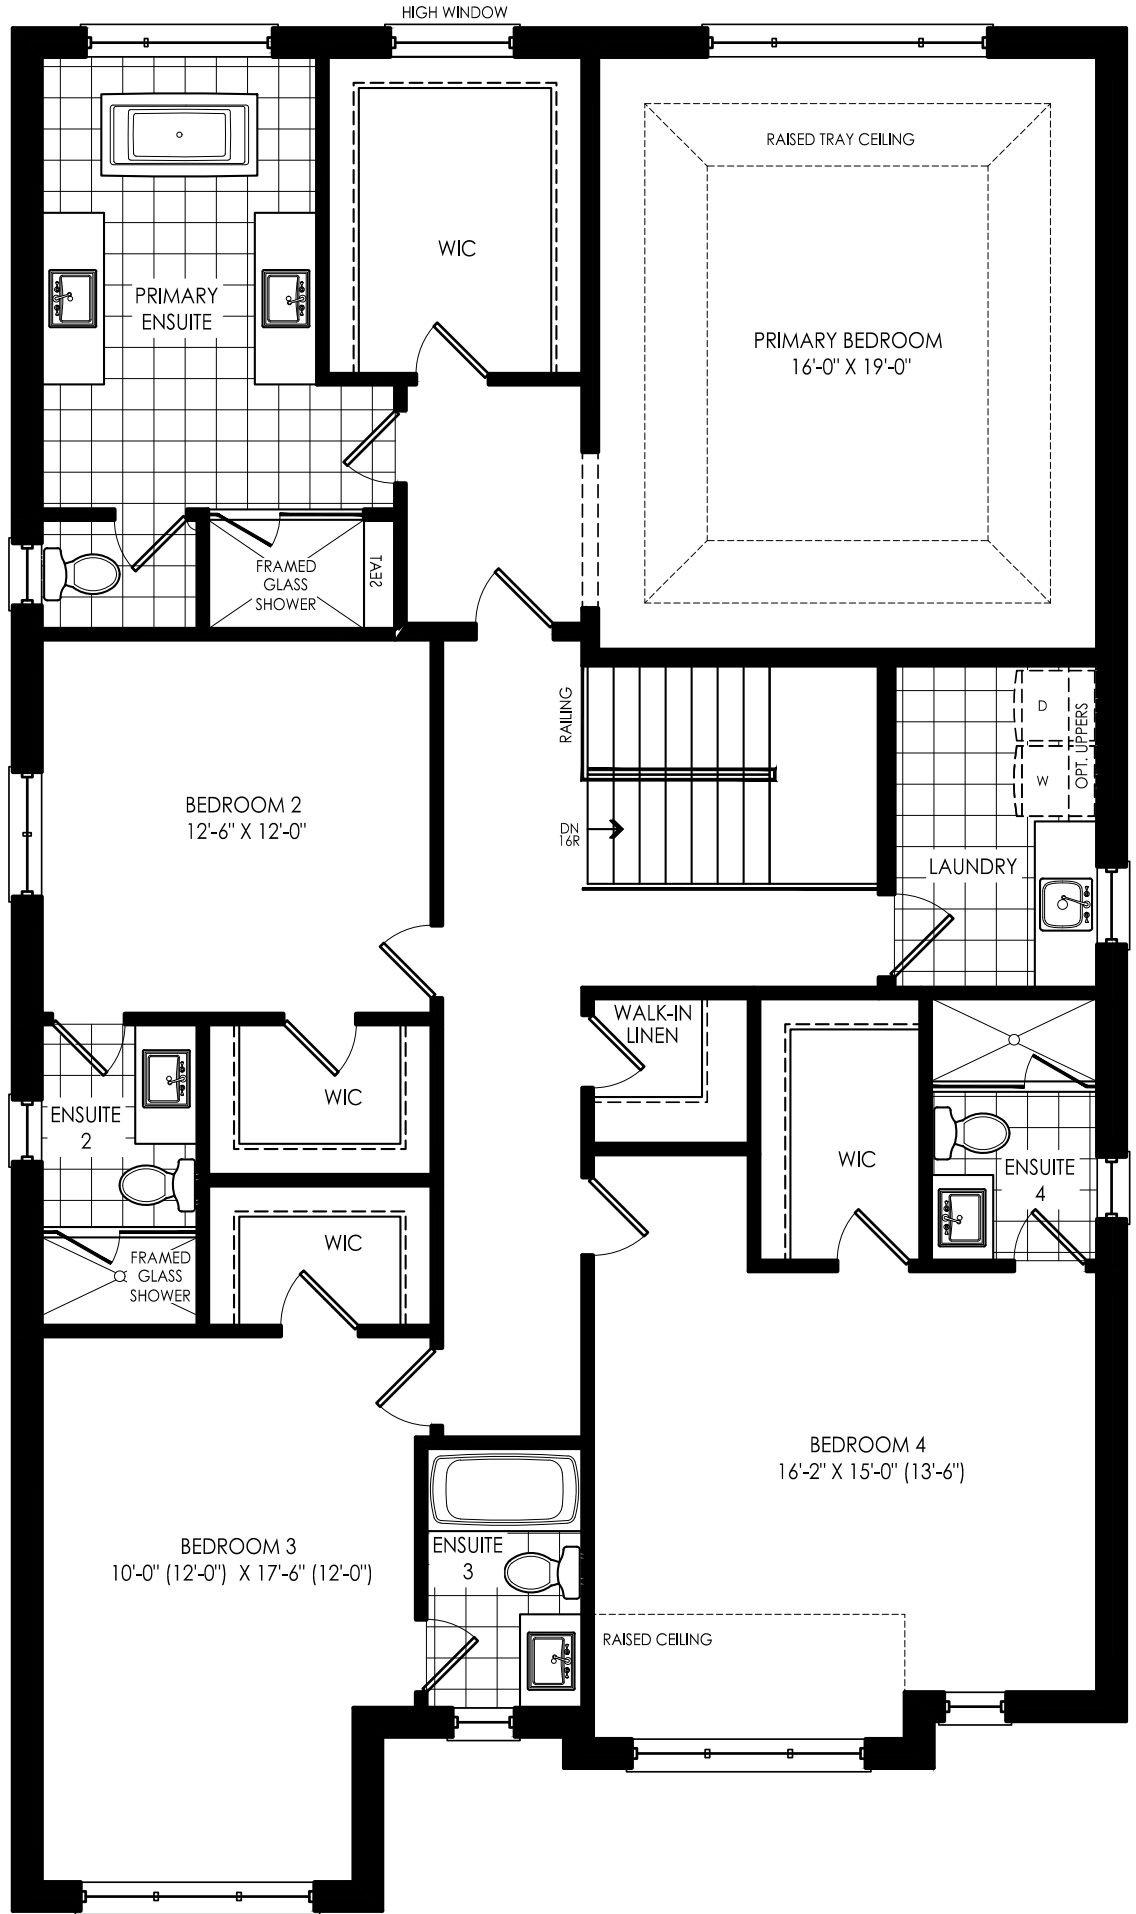 HIGH WINDOW
RAISED TRAY CEILING
WIC
PRIMARY
ENSUITE
PRIMARY BEDROOM
16'-0" X 19'-0"
FRAMED
GLASS
SHOWER
SEAT
RAILING
D
W
OPT. UPPERS
BEDROOM 2
12'-6" X 12'-0"
DN
16R
LAUNDRY
WALK-IN
LINEN
WIC
ENSUITE
2
WIC
ENSUITE
4
WIC
FRAMED
GLASS
SHOWER
BEDROOM 4
16'-2" X 15'-0" (13'-6")
BEDROOM 3
10'-0" (12'-0") X 17'-6" (12'-0")
ENSUITE
3
RAISED CEILING